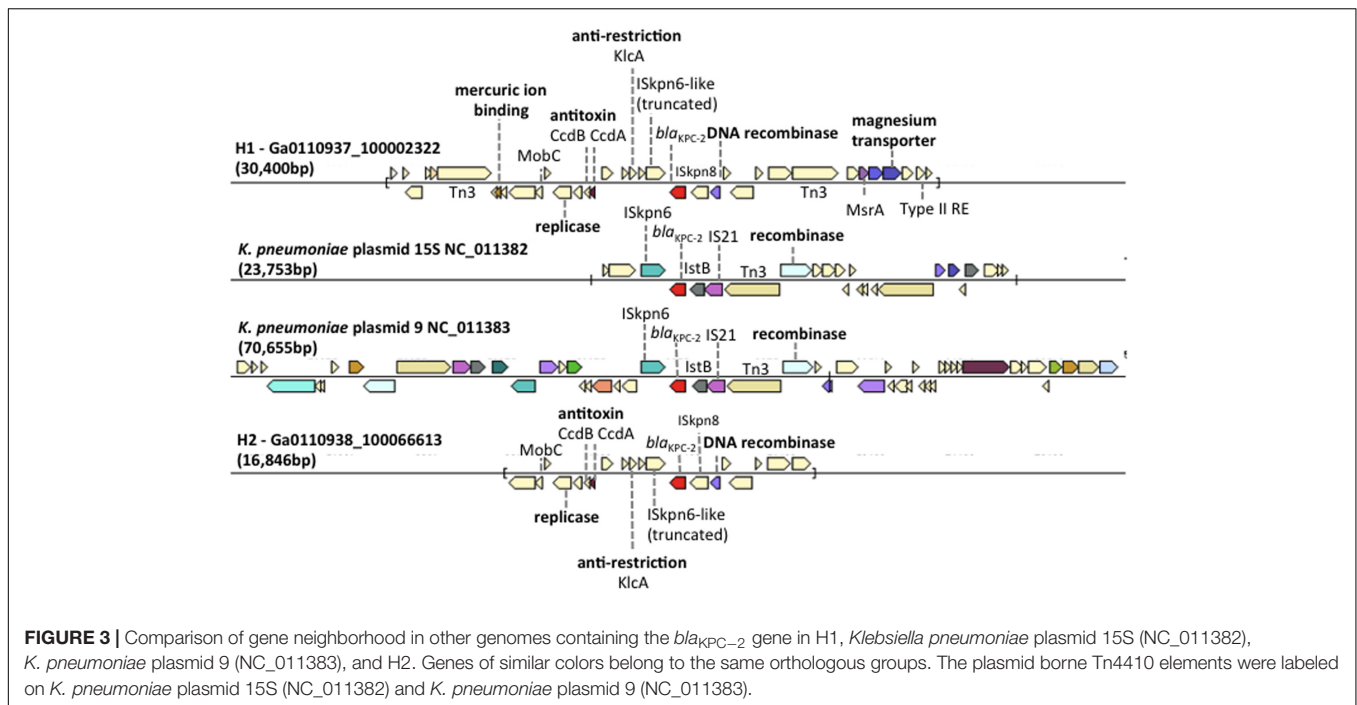 anti-restriction
KlcA
ISkpn6-like
(truncated)
mercuric ion
binding
antitoxin
CcdB CcdA
MobC
blaKPC-2 DNA recombinase
magnesium
transporter
H1 - Ga0110937_100002322
(30,400bp)
Tn3
ISkpn8
Tn3
MsrA
Type II RE
replicase
ISkpn6
blaKPC-2 IS21
recombinase
K. pneumoniae plasmid 15S NC_011382
(23,753bp)
IstB
Tn3
ISkpn6
blaKPC-2 IS21
recombinase
K. pneumoniae plasmid 9 NC_011383
(70,655bp)
IstB
Tn3
antitoxin
CcdB CcdA
ISkpn8
MobC
blaKPC-2 DNA recombinase
H2 - Ga0110938_100066613
(16,846bp)
replicase
ISkpn6-like
(truncated)
anti-restriction
KlcA
FIGURE 3 | Comparison of gene neighborhood in other genomes containing the blaKPC−2 gene in H1, Klebsiella pneumoniae plasmid 15S (NC_011382),
K. pneumoniae plasmid 9 (NC_011383), and H2. Genes of similar colors belong to the same orthologous groups. The plasmid borne Tn4410 elements were labeled
on K. pneumoniae plasmid 15S (NC_011382) and K. pneumoniae plasmid 9 (NC_011383).